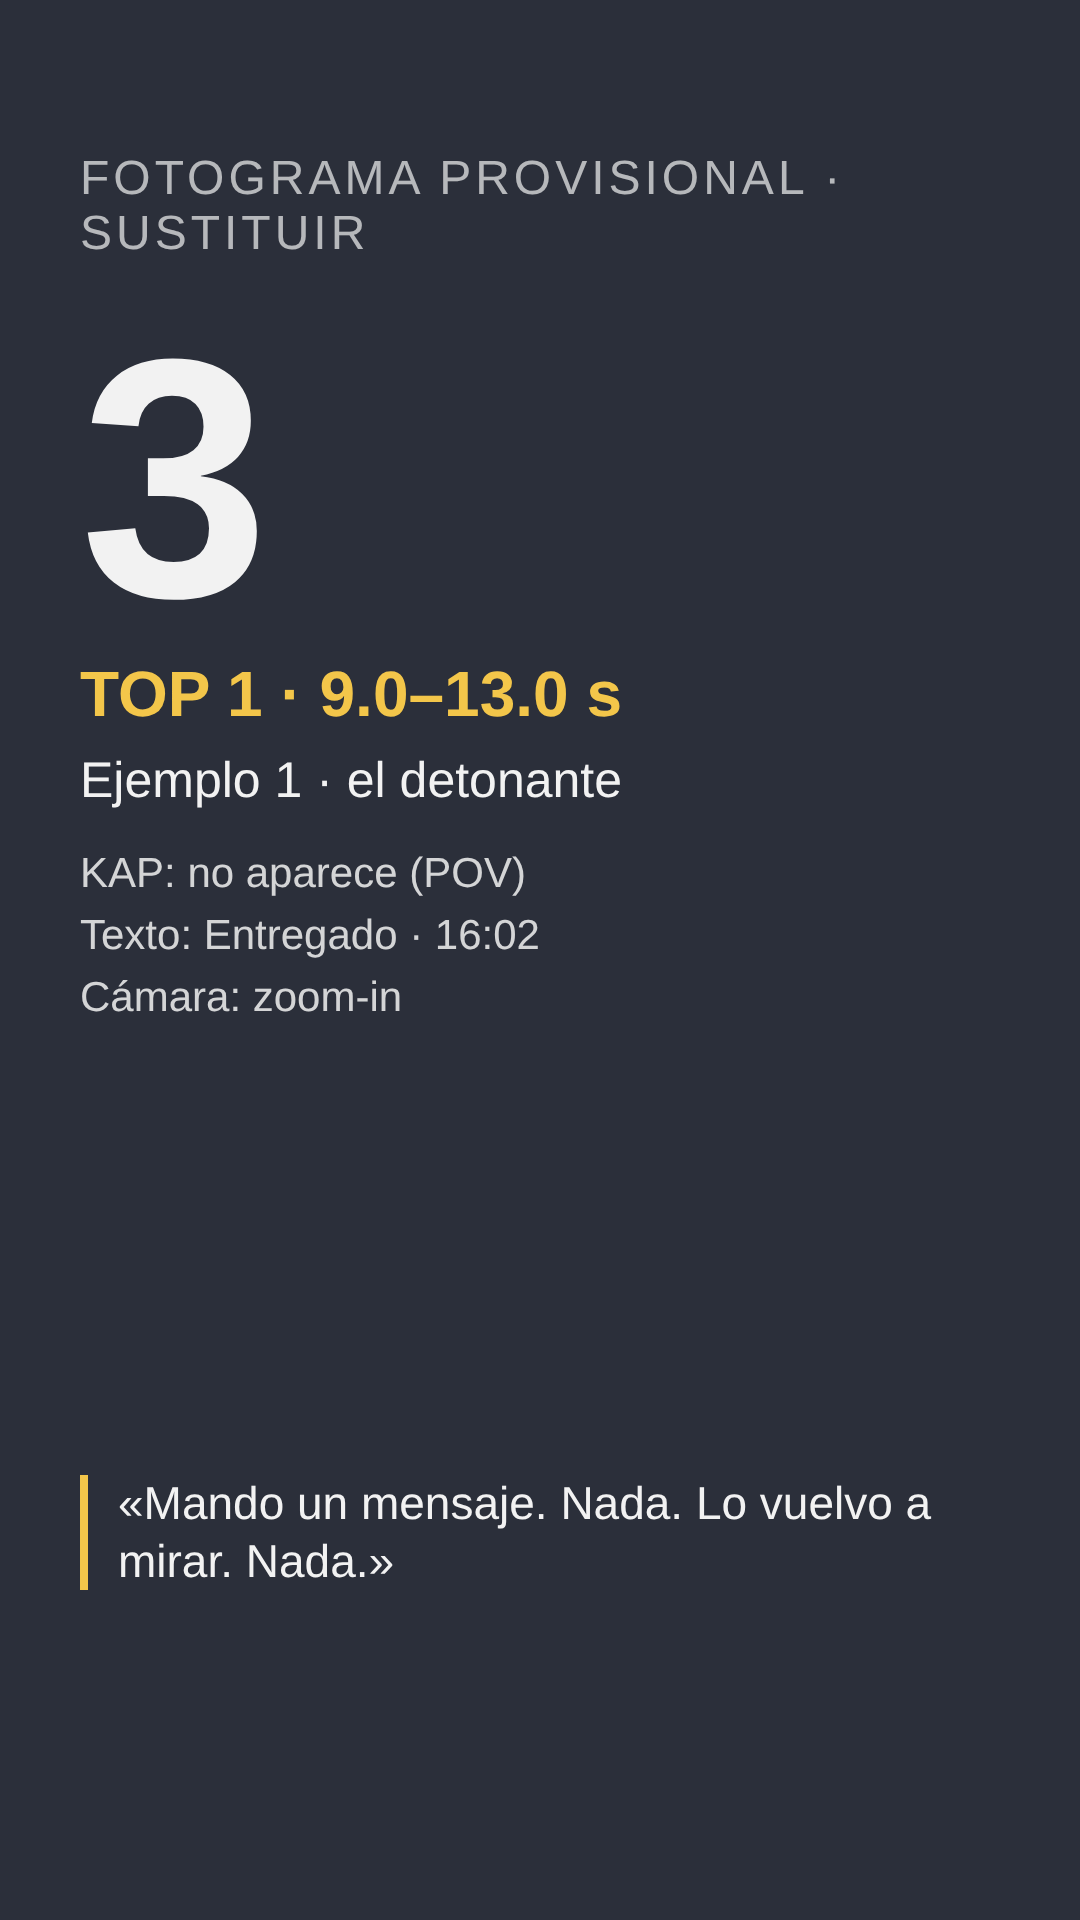 FOTOGRAMA PROVISIONAL ·
SUSTITUIR
3
TOP 1 · 9.0–13.0 s
Ejemplo 1 · el detonante
KAP: no aparece (POV)
Texto: Entregado · 16:02
Cámara: zoom-in
«Mando un mensaje. Nada. Lo vuelvo a
mirar. Nada.»